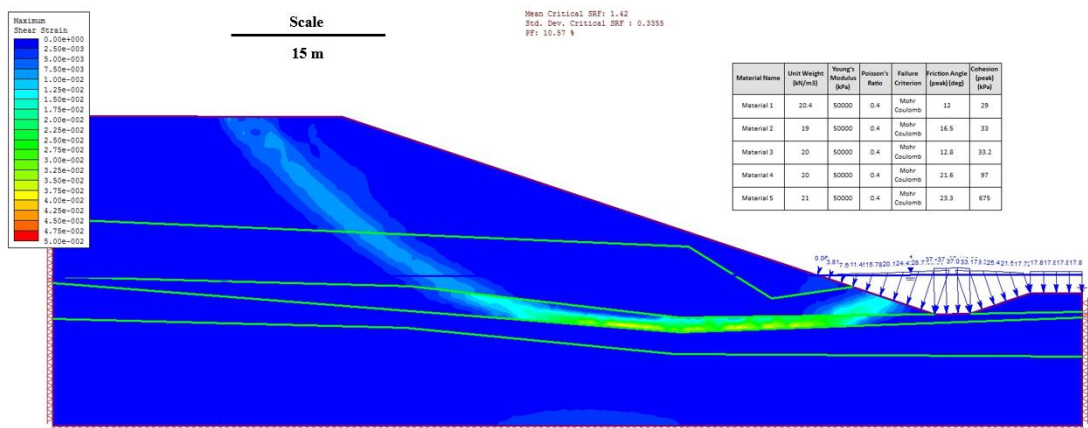 Maximum
Shear Strain
0.00e+000
2.50e-003
5.00e-003
7.50e-003
1.00e-002
1.25e-002
1.50e-002
1.75e-002
2.00e-002
2.25e-002
2.50e-002
2.75e-002
3.00e-002
3.25e-002
3.50e-002
3.75e-002
4.00e-002
4.25e-002
4.50e-002
4.75e-002
5.00e-002
Scale
15 m
Mean Critical SRF: 1.42
Std. Dev. Critical SRF : 0.3355
PF: 10.57 %
Material Name Unit Weight (kN/m3) Young's Modulus (kPa) Poisson's Ratio Failure Criterion Friction Angle (peak) (deg) Cohesion (peak) (kPa)
Material 1 20.4 50000 0.4 Mohr Coulomb 12 29
Material 2 19 50000 0.4 Mohr Coulomb 16.5 33
Material 3 20 50000 0.4 Mohr Coulomb 12.8 33.2
Material 4 20 50000 0.4 Mohr Coulomb 21.6 97
Material 5 21 50000 0.4 Mohr Coulomb 23.3 675